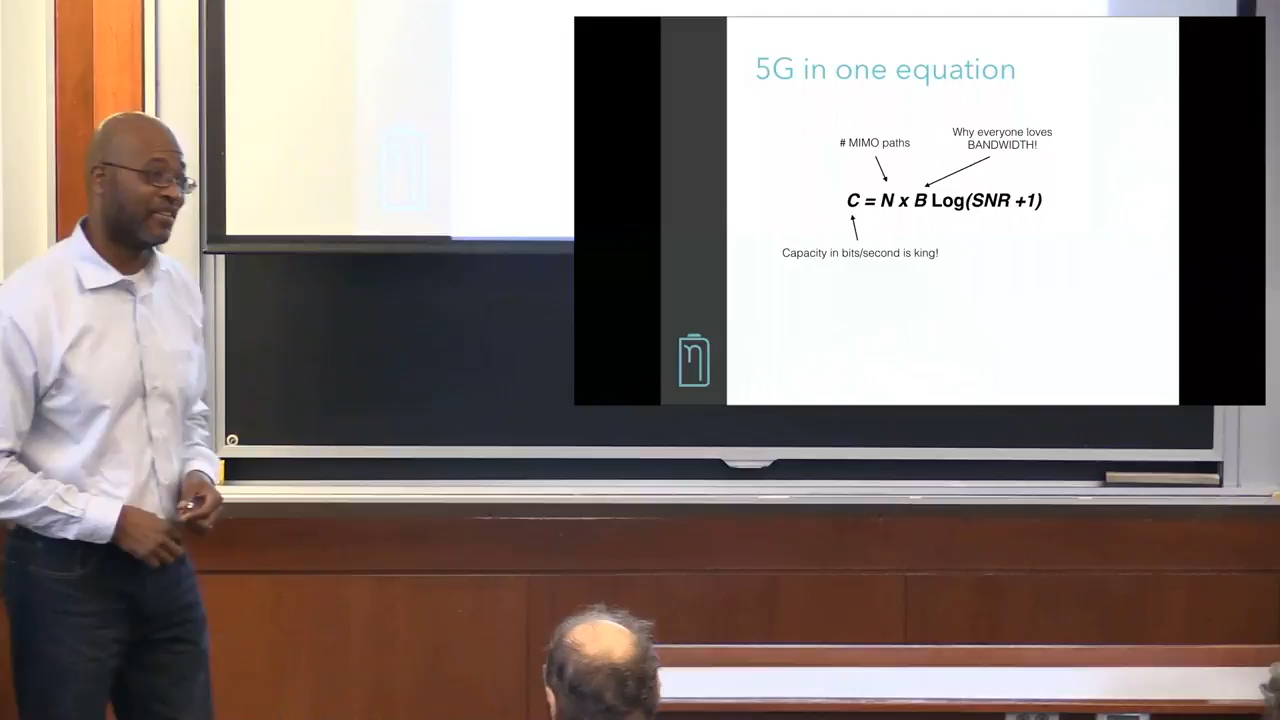 5G in one equation
# MIMO paths
Why everyone loves
BANDWIDTH!
C = N x B Log(SNR +1)
Capacity in bits/second is king!
η